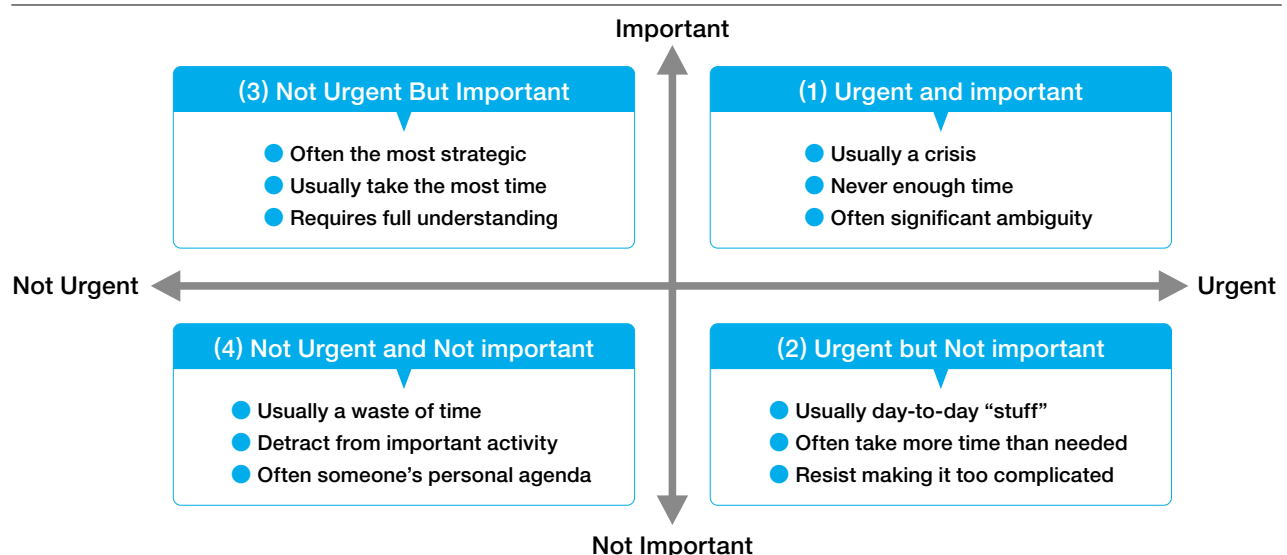 Important
(3) Not Urgent But Important
Often the most strategic
Usually take the most time
Requires full understanding
(1) Urgent and important
Usually a crisis
Never enough time
Often significant ambiguity
Not Urgent
Urgent
(4) Not Urgent and Not important
Usually a waste of time
Detract from important activity
Often someone’s personal agenda
(2) Urgent but Not important
Usually day-to-day “stuff”
Often take more time than needed
Resist making it too complicated
Not Important